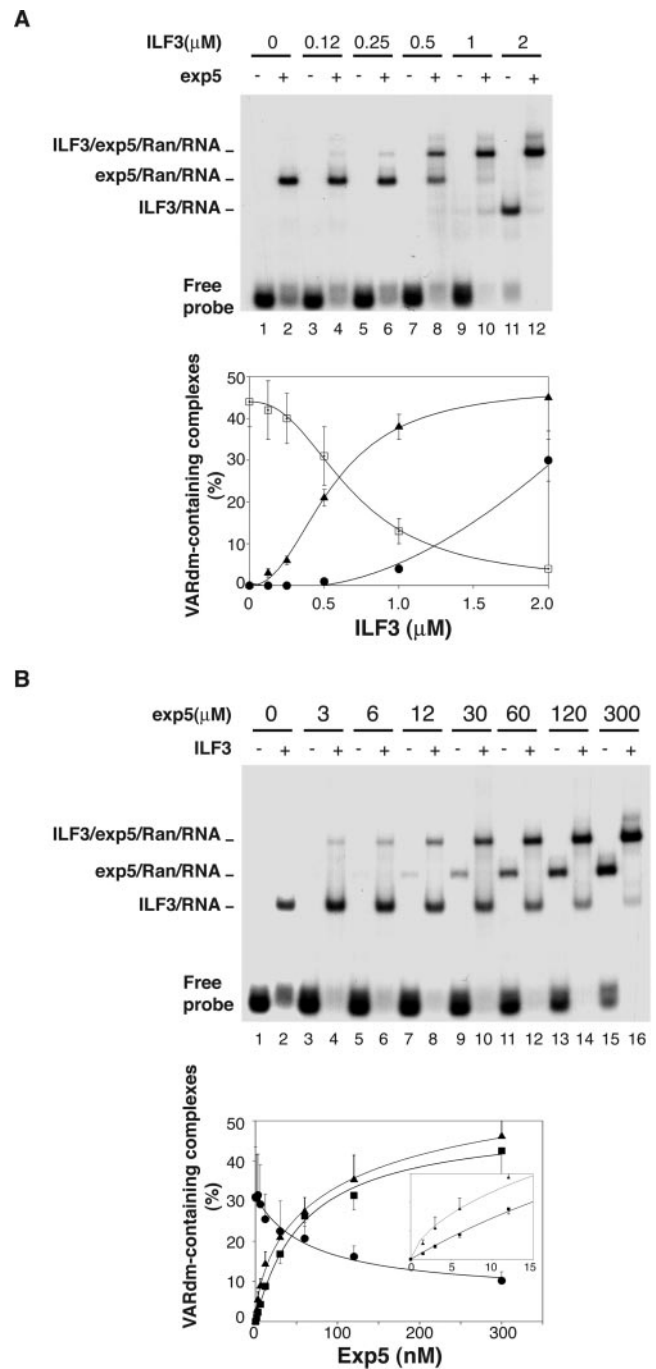 A
ILF3(μM) 0 0.12 0.25 0.5 1 2
exp5 - + - + - + - + - + - +
ILF3/exp5/Ran/RNA –
exp5/Ran/RNA –
ILF3/RNA –
Free
probe
1 2 3 4 5 6 7 8 9 10 11 12
VARdm-containing complexes
(%)
50
40
30
20
10
0
0 0.5 1.0 1.5 2.0
ILF3 (μM)
B
exp5(μM) 0 3 6 12 30 60 120 300
ILF3 - + - + - + - + - + - + - + - +
ILF3/exp5/Ran/RNA –
exp5/Ran/RNA –
ILF3/RNA –
Free
probe
1 2 3 4 5 6 7 8 9 10 11 12 13 14 15 16
VARdm-containing complexes
(%)
50
40
30
20
10
0
0 5 10 15
0 100 200 300
Exp5 (nM)